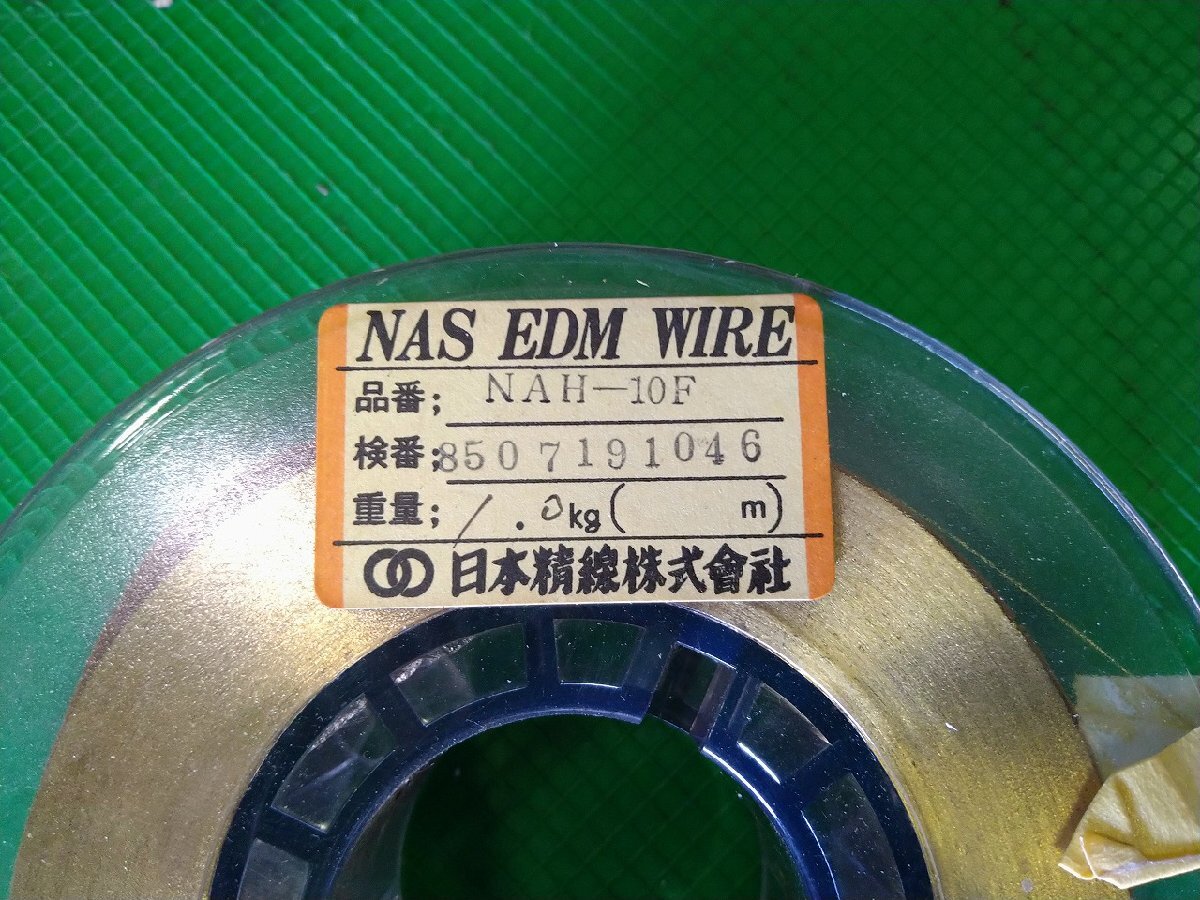 NAS EDM WIRE
品番; NAH-10F
検番; 8507191046
重量; 1.0kg( m)
日本精線株式會社